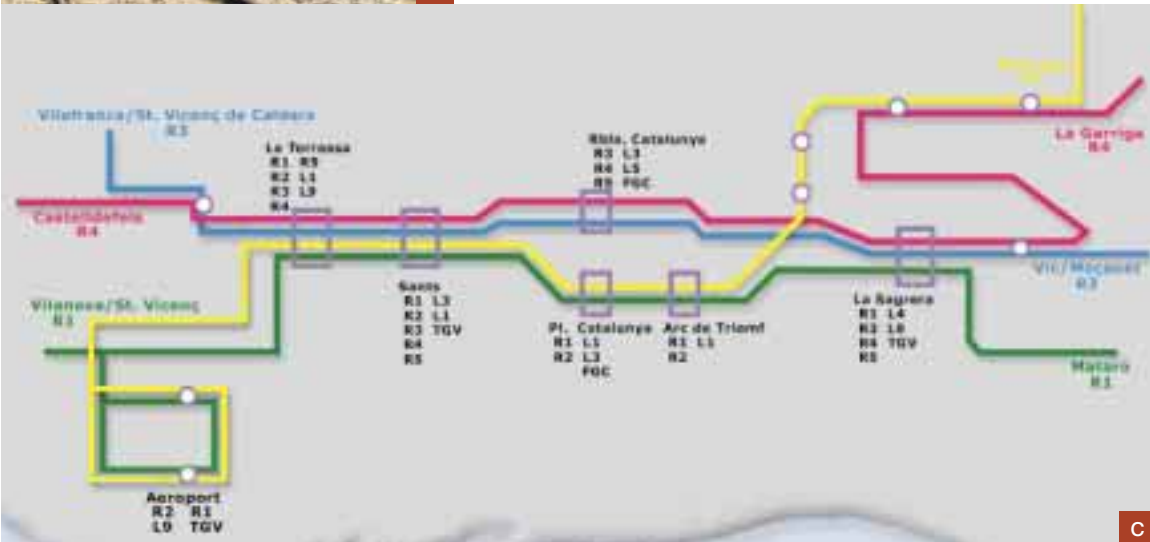 Vilafranca/St. Vicenç de Calders
R3
La Torrassa
R1 R5
R2 L1
R3 L9
R4
Rbla. Catalunya
R3 L3
R4 L5
R5 FGC
La Garriga
R4
Castelldefels
R4
Vilanova/St. Vicenç
R1
Sants
R1 L3
R2 L1
R3 TGV
R4
R5
Pl. Catalunya
R1 L1
R2 L3
FGC
Arc de Triomf
R1 L1
R2
La Sagrera
R1 L4
R3 L9
R4 TGV
R5
Vic/
R3
Mataró
R1
Aeroport
R2 R1
L9 TGV
C